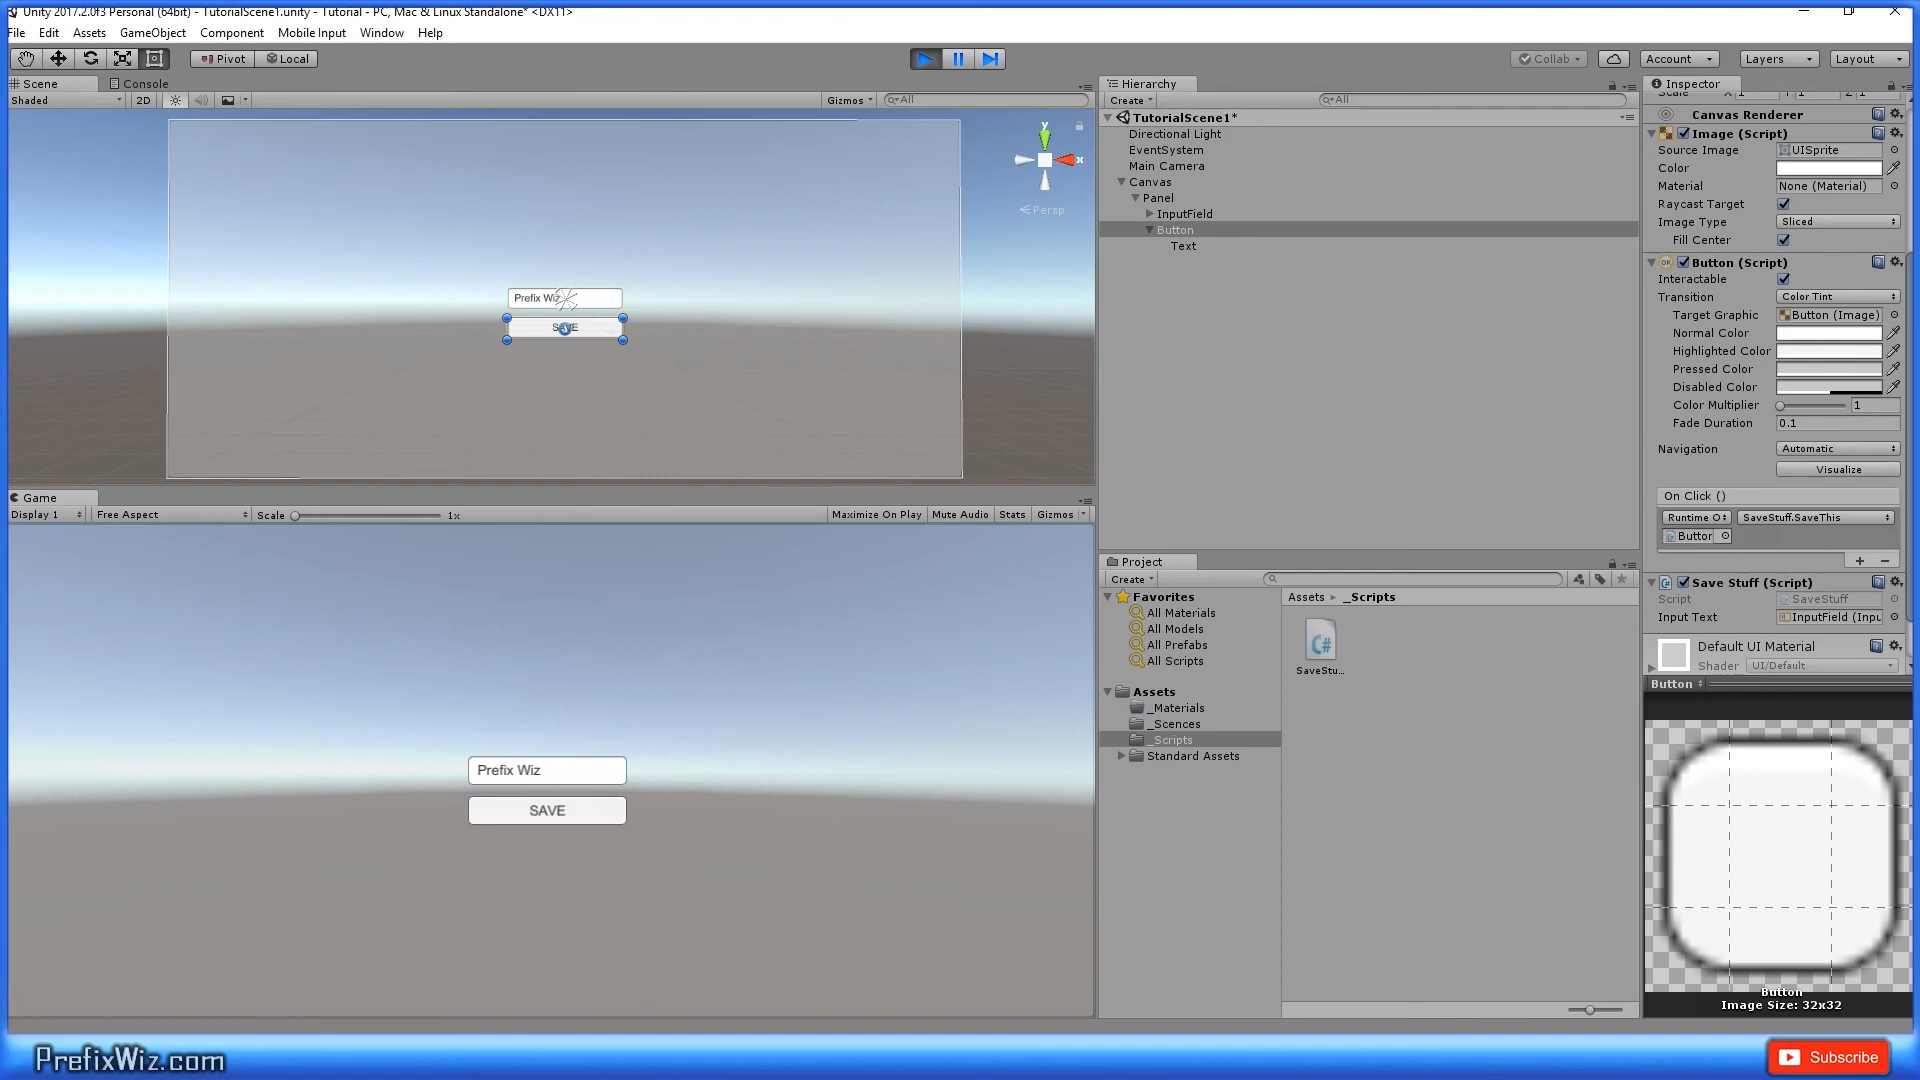 Unity 2017.2.0f3 Personal (64bit) - TutorialScene1.unity - Tutorial - PC, Mac & Linux Standalone* <DX11>
File Edit Assets GameObject Component Mobile Input Window Help
Pivot Local
Collab Account Layers Layout
Scene Console
Shaded 2D Gizmos All
y
x
Persp
Prefix Wiz
SAVE
Game
Display 1 Free Aspect Scale 1x Maximize On Play Mute Audio Stats Gizmos
Prefix Wiz
SAVE
Hierarchy
Create All
TutorialScene1*
Directional Light
EventSystem
Main Camera
Canvas
Panel
InputField
Button
Text
Project
Create
Favorites
All Materials
All Models
All Prefabs
All Scripts
Assets
_Materials
_Scences
_Scripts
Standard Assets
Assets _Scripts
C#
SaveStu...
Inspector
Scale X 1 Y 1 Z 1
Canvas Renderer
Image (Script)
Source Image UISprite
Color
Material None (Material)
Raycast Target
Image Type Sliced
Fill Center
OK Button (Script)
Interactable
Transition Color Tint
Target Graphic Button (Image)
Normal Color
Highlighted Color
Pressed Color
Disabled Color
Color Multiplier 1
Fade Duration 0.1
Navigation Automatic
Visualize
On Click ()
Runtime O SaveStuff.SaveThis
Buttor
Save Stuff (Script)
Script SaveStuff
Input Text InputField (Inpu
Default UI Material
Shader UI/Default
Button
Button
Image Size: 32x32
PrefixWiz.com
Subscribe